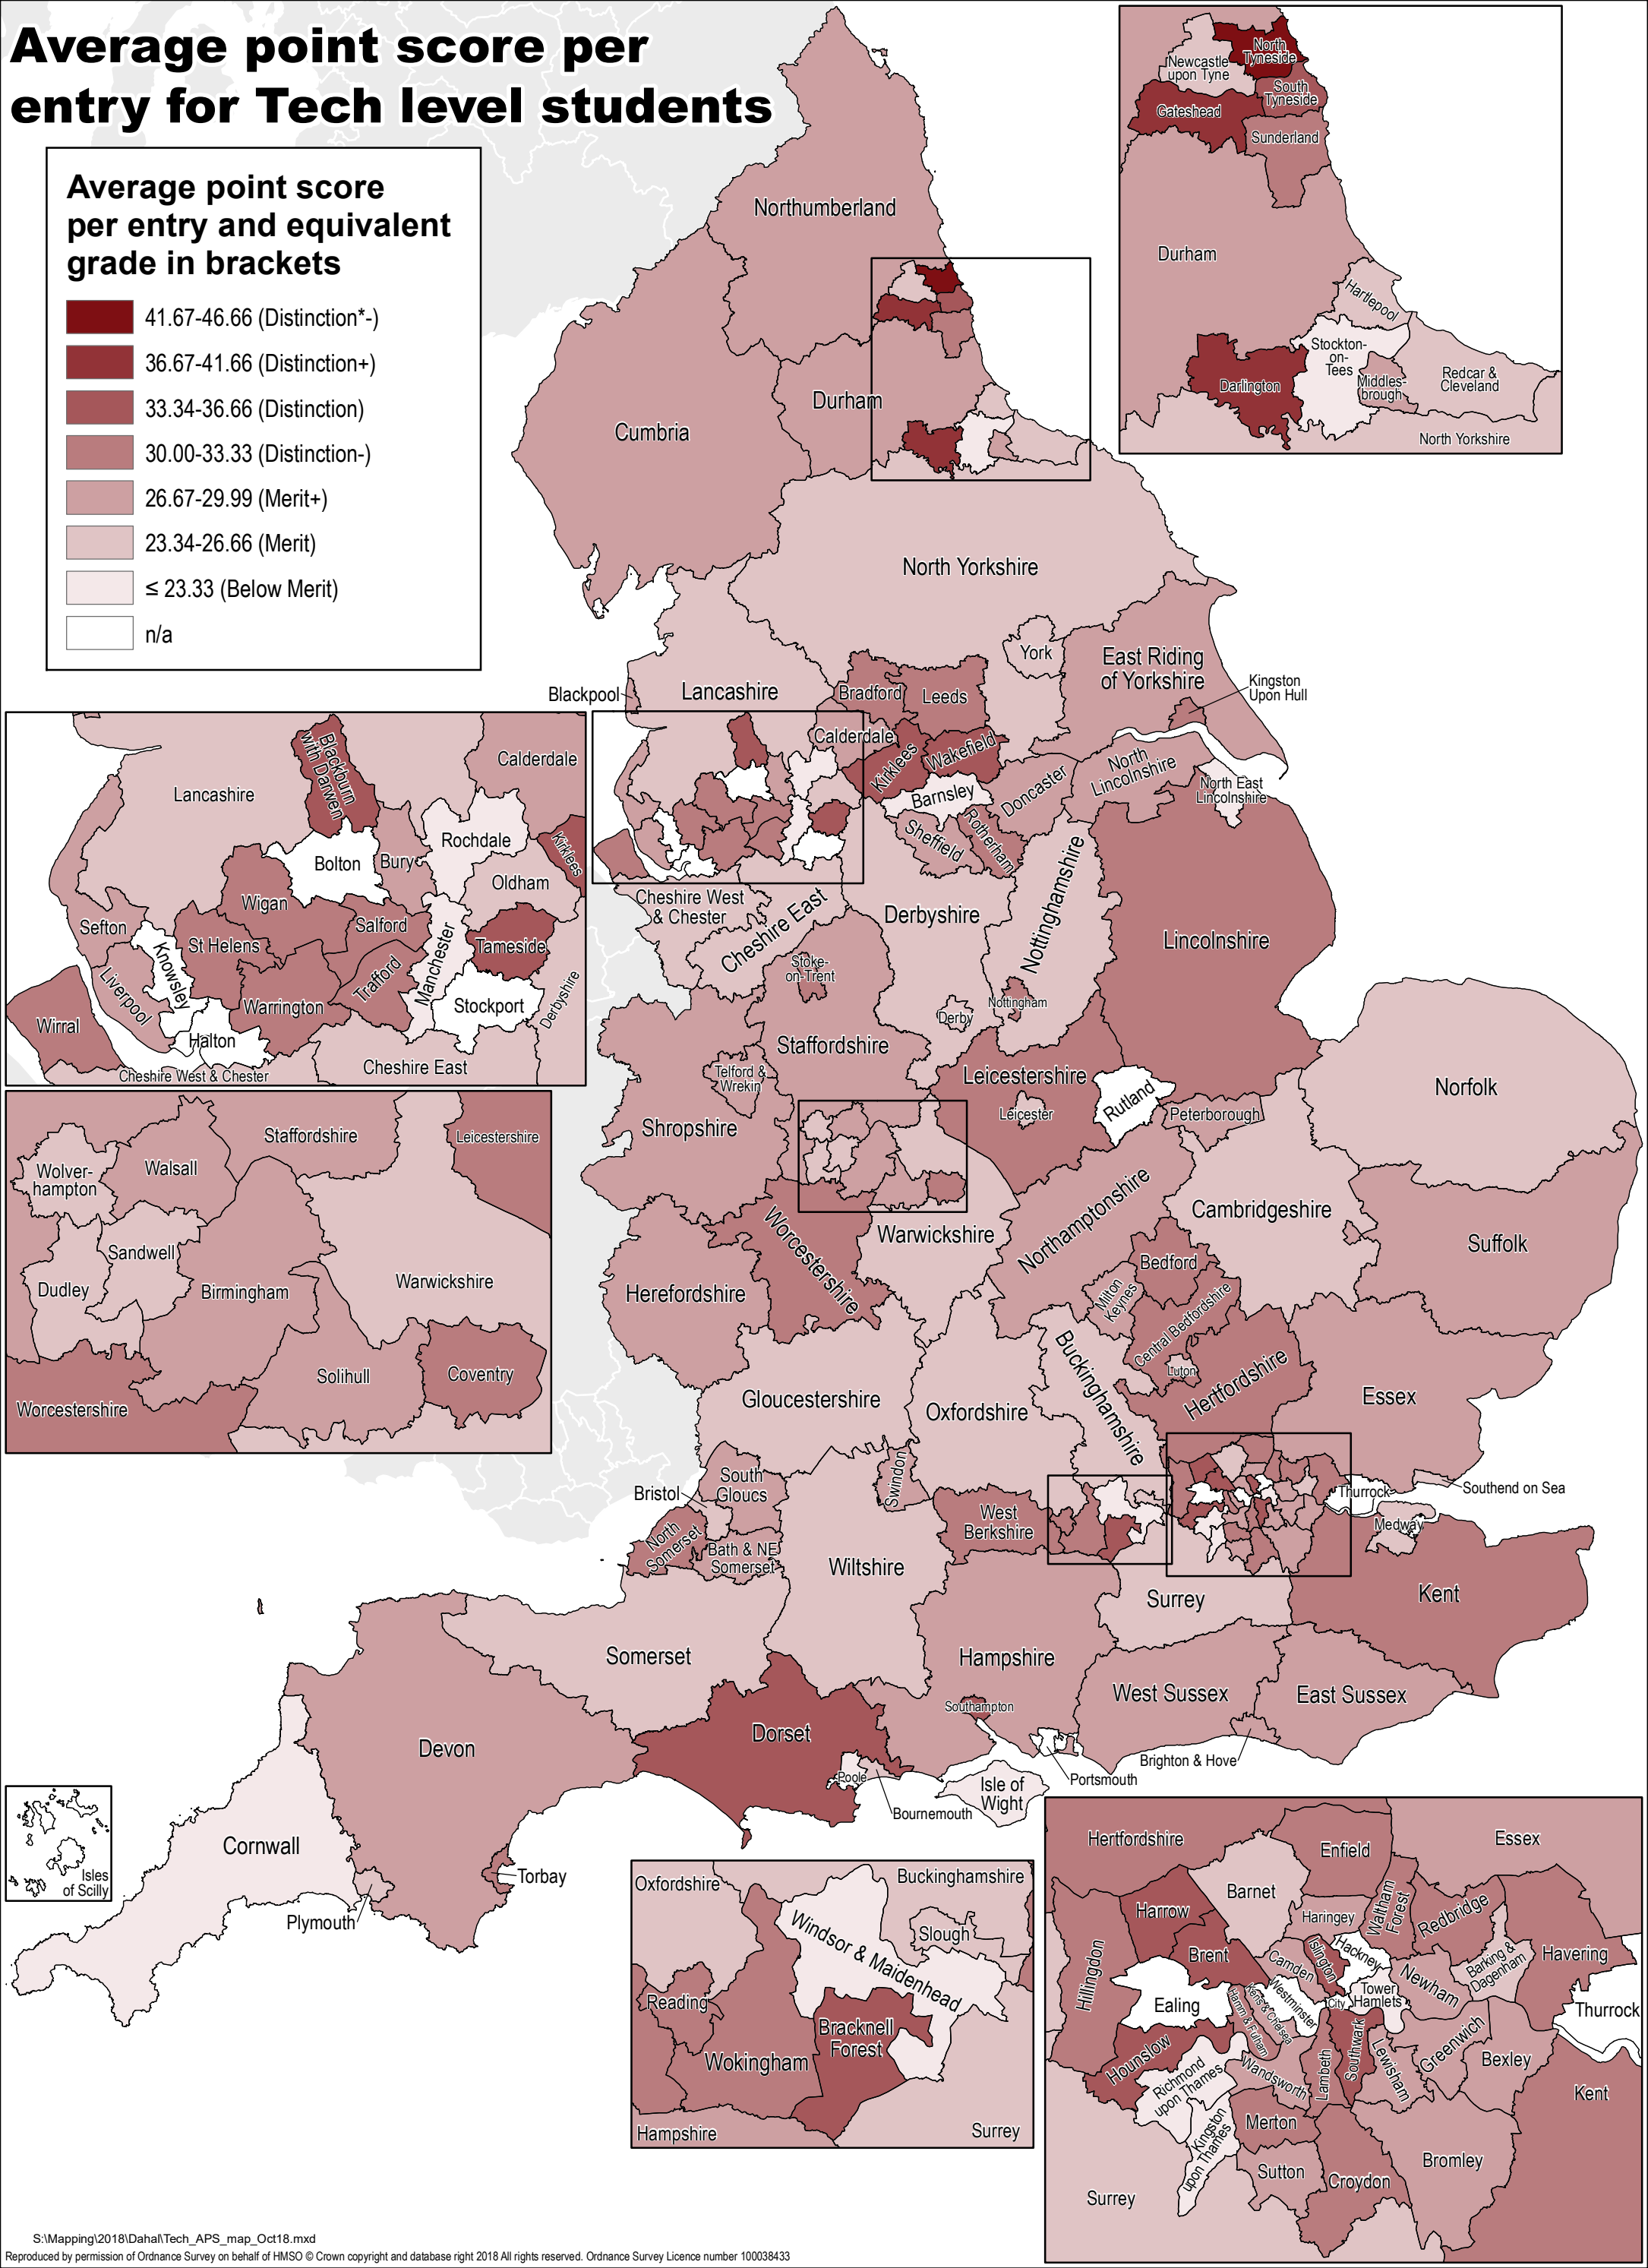 Average point score per
entry for Tech level students
Average point score
per entry and equivalent
grade in brackets
41.67-46.66 (Distinction*-)
36.67-41.66 (Distinction+)
33.34-36.66 (Distinction)
30.00-33.33 (Distinction-)
26.67-29.99 (Merit+)
23.34-26.66 (Merit)
≤ 23.33 (Below Merit)
n/a
North
Tyneside
Newcastle
upon Tyne
South
Tyneside
Gateshead
Sunderland
Durham
Hartlepool
Stockton-
on-
Tees
Darlington
Middles-
brough
Redcar &
Cleveland
North Yorkshire
Northumberland
Cumbria
Durham
North Yorkshire
York
East Riding
of Yorkshire
Kingston
Upon Hull
Blackpool
Lancashire
Bradford
Leeds
Calderdale
Kirklees
Wakefield
Barnsley
Doncaster
North
Lincolnshire
North East
Lincolnshire
Sheffield
Rotherham
Cheshire West
& Chester
Cheshire East
Derbyshire
Nottinghamshire
Lincolnshire
Stoke-
on-Trent
Derby
Nottingham
Staffordshire
Telford &
Wrekin
Shropshire
Leicestershire
Leicester
Rutland
Peterborough
Norfolk
Cambridgeshire
Suffolk
Northamptonshire
Warwickshire
Worcestershire
Herefordshire
Bedford
Milton
Keynes
Central Bedfordshire
Luton
Hertfordshire
Buckinghamshire
Essex
Gloucestershire
Oxfordshire
South
Gloucs
Swindon
Bristol
North
Somerset
Bath & NE
Somerset
West
Berkshire
Wiltshire
Thurrock
Southend on Sea
Medway
Kent
Surrey
Somerset
Hampshire
Southampton
West Sussex
East Sussex
Brighton & Hove
Portsmouth
Isle of
Wight
Dorset
Poole
Bournemouth
Devon
Torbay
Plymouth
Cornwall
Isles
of Scilly
Lancashire
Blackburn
with Darwen
Calderdale
Rochdale
Bolton
Bury
Kirklees
Oldham
Wigan
Sefton
Salford
St Helens
Knowsley
Manchester
Tameside
Liverpool
Trafford
Warrington
Stockport
Derbyshire
Wirral
Halton
Cheshire West & Chester
Cheshire East
Staffordshire
Leicestershire
Wolver-
hampton
Walsall
Sandwell
Dudley
Birmingham
Warwickshire
Solihull
Coventry
Worcestershire
Oxfordshire
Buckinghamshire
Windsor & Maidenhead
Slough
Reading
Bracknell
Forest
Wokingham
Hampshire
Surrey
Hertfordshire
Enfield
Essex
Barnet
Harrow
Haringey
Waltham
Forest
Redbridge
Brent
Hillingdon
Camden
Islington
Hackney
Newham
Barking &
Dagenham
Havering
Ealing
Westminster
City
Tower
Hamlets
Thurrock
Kens & Chelsea
Hamm & Fulham
Hounslow
Richmond
upon Thames
Wandsworth
Lambeth
Southwark
Lewisham
Greenwich
Bexley
Kent
Kingston
upon Thames
Merton
Sutton
Croydon
Bromley
Surrey
S:\Mapping\2018\Dahal\Tech_APS_map_Oct18.mxd
Reproduced by permission of Ordnance Survey on behalf of HMSO © Crown copyright and database right 2018 All rights reserved. Ordnance Survey Licence number 100038433